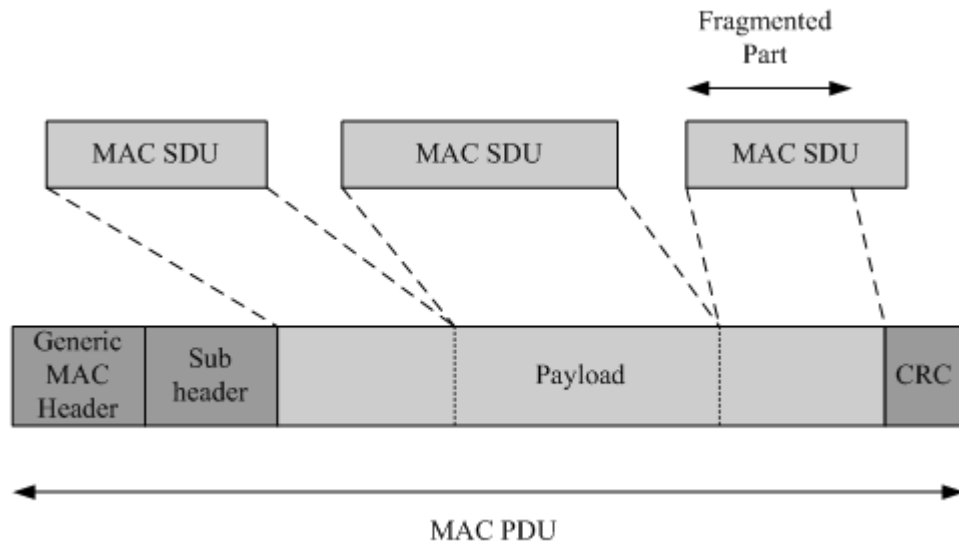 Fragmented
Part
MAC SDU
MAC SDU
MAC SDU
Generic
MAC
Header
Sub
header
Payload
CRC
MAC PDU